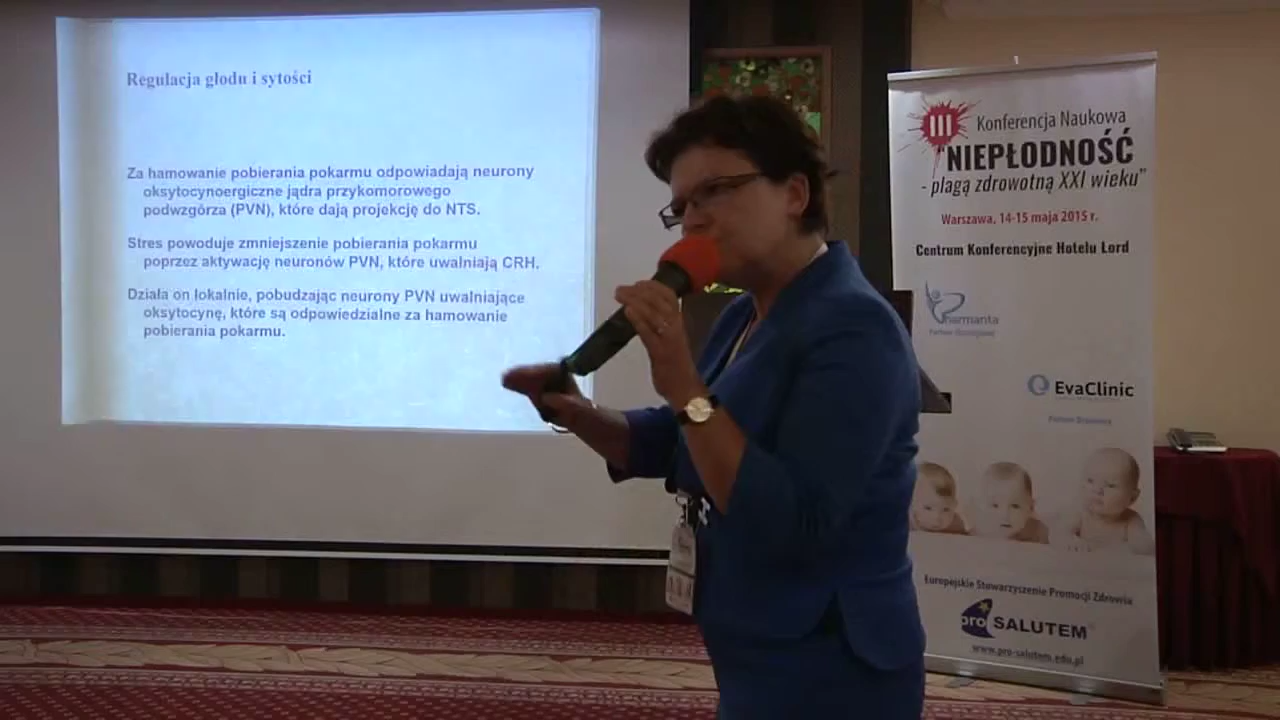 Regulacja głodu i sytości
Za hamowanie pobierania pokarmu odpowiadają neurony
oksytocynoergiczne jądra przykomorowego
podwzgórza (PVN), które dają projekcję do NTS.
Stres powoduje zmniejszenie pobierania pokarmu
poprzez aktywację neuronów PVN, które uwalniają CRH.
Działa on lokalnie, pobudzając neurony PVN uwalniające
oksytocynę, które są odpowiedzialne za hamowanie
pobierania pokarmu.
III Konferencja Naukowa
"NIEPŁODNOŚĆ
- plagą zdrowotną XXI wieku"
Warszawa, 14-15 maja 2015 r.
Centrum Konferencyjne Hotelu Lord
EvaClinic
Europejskie Stowarzyszenie Promocji Zdrowia
pro SALUTEM
www.pro-salutem.edu.pl